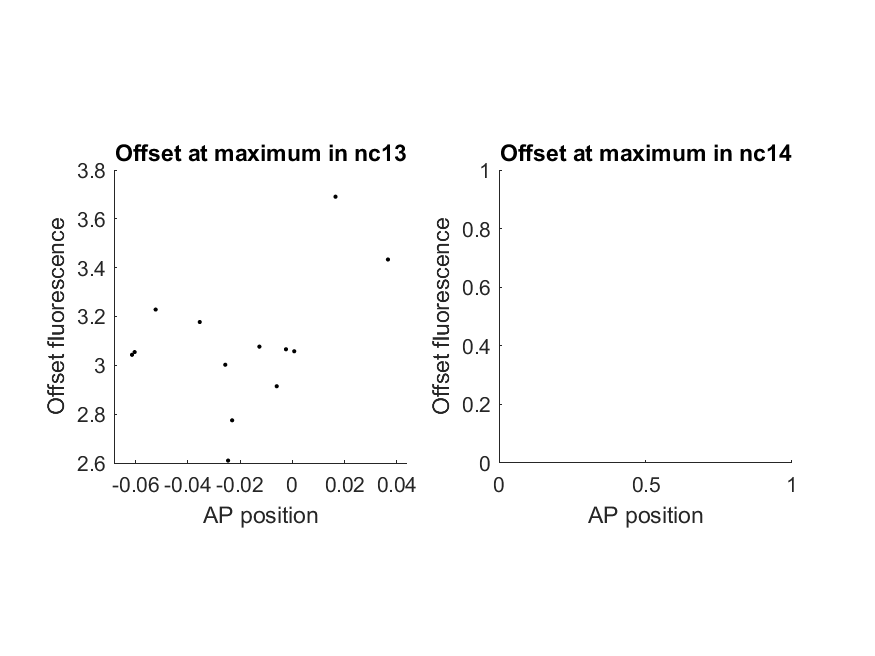 Offset at maximum in nc13
3.8
3.6
3.4
3.2
3
2.8
2.6
Offset fluorescence
-0.06 -0.04 -0.02 0 0.02 0.04
AP position
Offset at maximum in nc14
1
0.8
0.6
0.4
0.2
0
Offset fluorescence
0 0.5 1
AP position